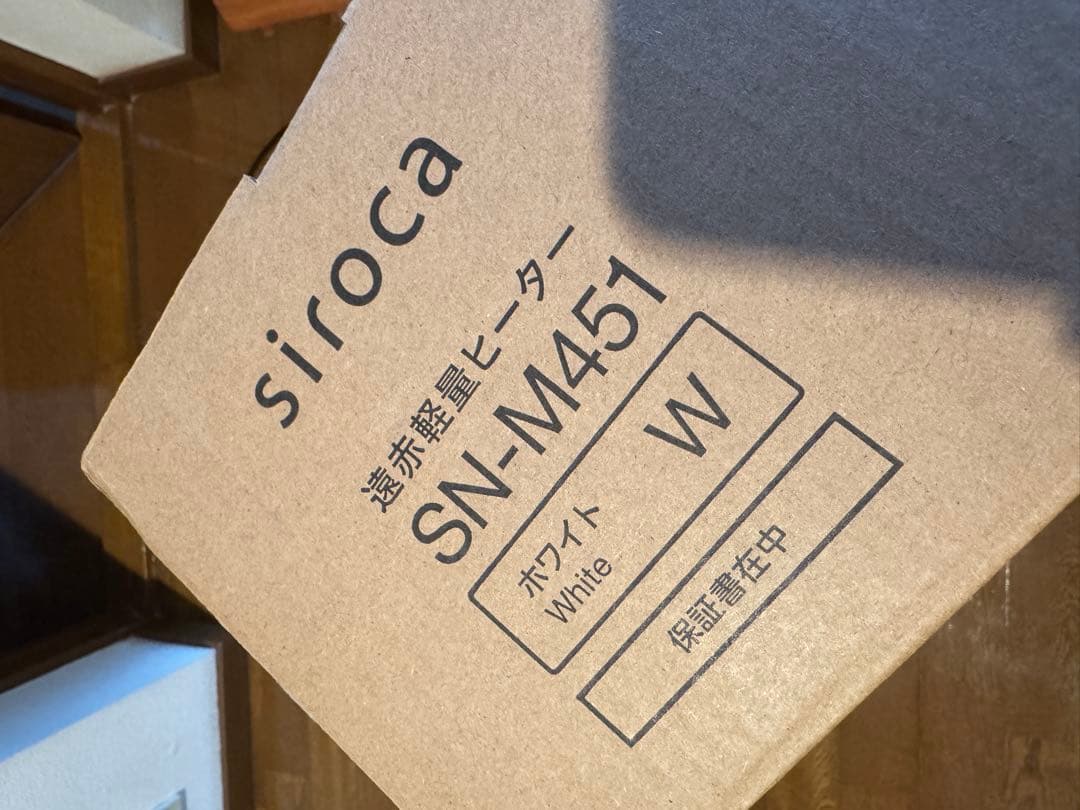 siroca
遠赤軽量ヒーター
SN-M451
ホワイト
White
W
保証書在中